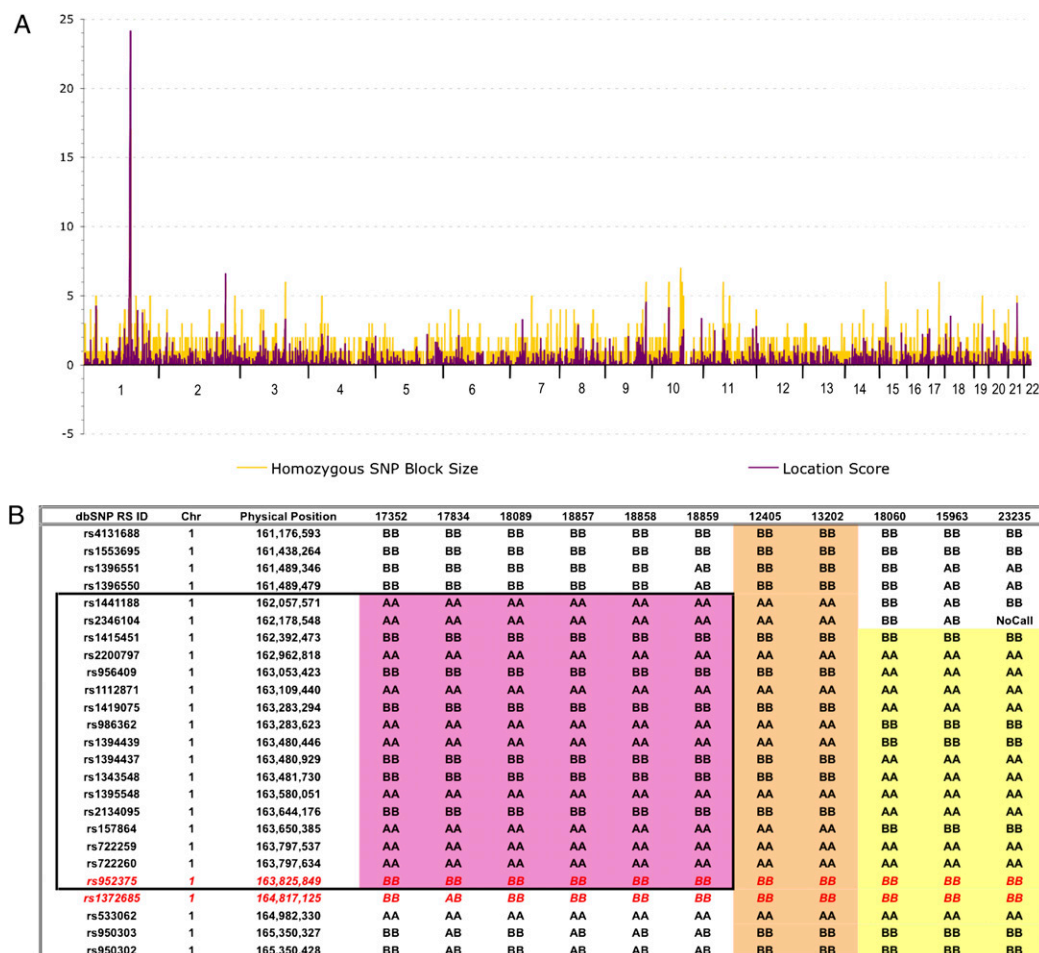 A
25
20
15
10
5
0
-5
1 2 3 4 5 6 7 8 9 10 11 12 13 14 15 16 17 18 19 20 21 22
Homozygous SNP Block Size Location Score
B
dbSNP RS ID Chr Physical Position 17352 17834 18089 18857 18858 18859 12405 13202 18060 15963 23235
rs4131688 1 161,176,593 BB BB BB BB BB BB BB BB BB BB BB
rs1553695 1 161,438,264 BB BB BB BB BB BB BB BB BB BB BB
rs1396551 1 161,489,346 BB BB BB BB BB AB BB BB BB AB AB
rs1396550 1 161,489,479 BB BB BB BB BB AB BB BB BB AB AB
rs1441188 1 162,057,571 AA AA AA AA AA AA AA AA BB AB BB
rs2346104 1 162,178,548 AA AA AA AA AA AA AA AA BB AB NoCall
rs1415451 1 162,392,473 BB BB BB BB BB BB BB BB BB BB BB
rs2200797 1 162,962,818 AA AA AA AA AA AA AA AA AA AA AA
rs956409 1 163,053,423 BB BB BB BB BB BB BB BB AA AA AA
rs1112871 1 163,109,440 AA AA AA AA AA AA AA AA AA AA AA
rs1419075 1 163,283,294 BB BB BB BB BB BB BB BB AA AA AA
rs986362 1 163,283,623 AA AA AA AA AA AA AA AA BB BB BB
rs1394439 1 163,480,446 AA AA AA AA AA AA AA AA BB BB BB
rs1394437 1 163,480,929 BB BB BB BB BB BB BB BB AA AA AA
rs1343548 1 163,481,730 BB BB BB BB BB BB BB BB AA AA AA
rs1395548 1 163,580,051 AA AA AA AA AA AA AA AA AA AA AA
rs2134095 1 163,644,176 BB BB BB BB BB BB BB BB AA AA AA
rs157864 1 163,650,385 AA AA AA AA AA AA AA AA BB BB BB
rs722259 1 163,797,537 AA AA AA AA AA AA AA AA AA AA AA
rs722260 1 163,797,634 AA AA AA AA AA AA AA AA AA AA AA
rs952375 1 163,825,849 BB BB BB BB BB BB BB BB BB BB BB
rs1372685 1 164,817,125 BB AB BB BB BB BB BB BB BB BB BB
rs533062 1 164,982,330 AA AA AA AA AA AA AA AA AA AA AA
rs950303 1 165,350,327 BB AB BB AB AB AB BB BB BB BB BB
rs950302 1 165,350,428 BB AB BB AB AB AB BB BB BB BB BB